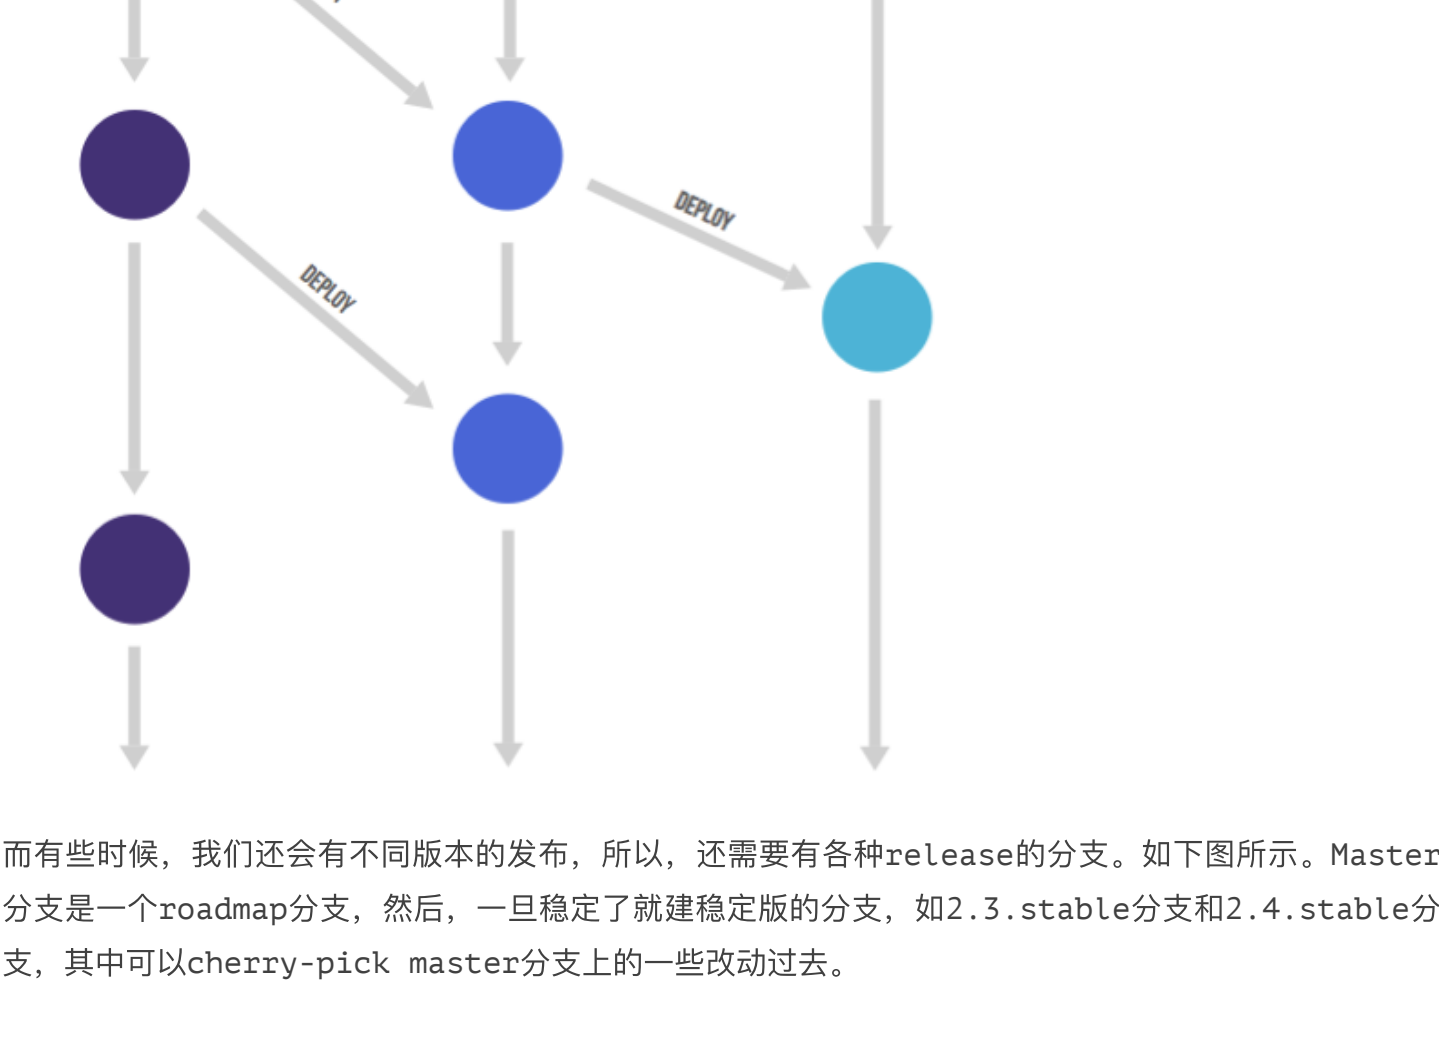 DEPLOY
DEPLOY
而有些时候，我们还会有不同版本的发布，所以，还需要有各种release的分支。如下图所示。Master
分支是一个roadmap分支，然后，一旦稳定了就建稳定版的分支，如2.3.stable分支和2.4.stable分
支，其中可以cherry-pick master分支上的一些改动过去。